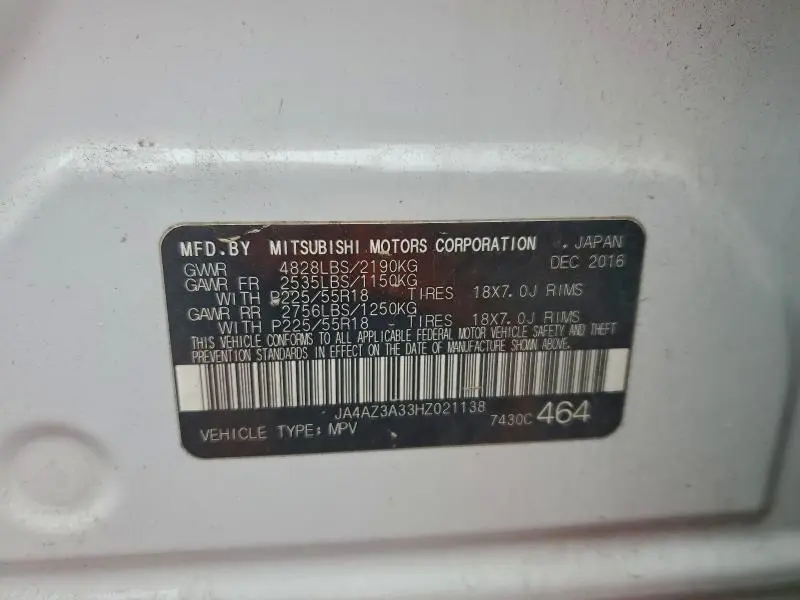 MFD.BY MITSUBISHI MOTORS CORPORATION . JAPAN
GVWR 4828LBS/2190KG DEC 2016
GAWR FR 2535LBS/1150KG
WITH P225/55R18 - TIRES 18X7.0J RIMS
GAWR RR 2756LBS/1250KG
WITH P225/55R18 - TIRES 18X7.0J RIMS
THIS VEHICLE CONFORMS TO ALL APPLICABLE FEDERAL MOTOR VEHICLE SAFETY AND THEFT
PREVENTION STANDARDS IN EFFECT ON THE DATE OF MANUFACTURE SHOWN ABOVE.
JA4AZ3A33HZ021138
VEHICLE TYPE: MPV 7430C 464